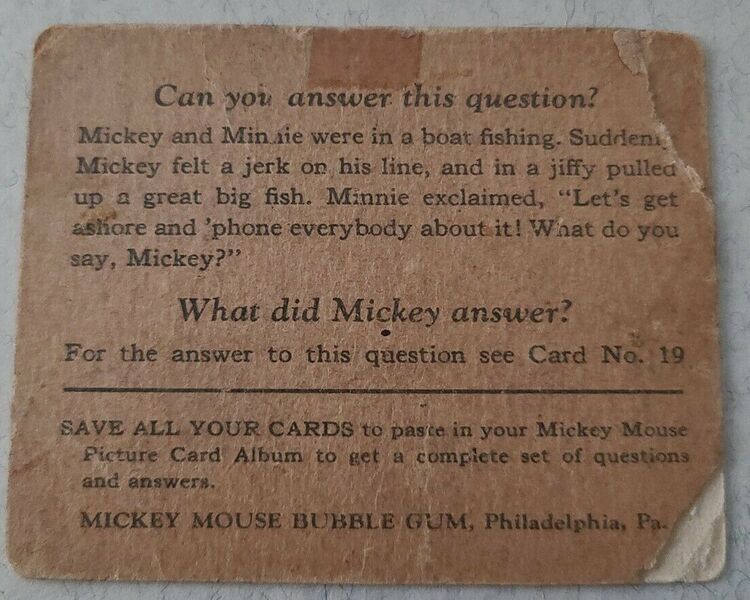 Can you answer this question?
Mickey and Minnie were in a boat fishing. Suddenly
Mickey felt a jerk on his line, and in a jiffy pulled
up a great big fish. Minnie exclaimed, “Let's get
ashore and 'phone everybody about it! What do you
say, Mickey?”
What did Mickey answer?
For the answer to this question see Card No. 19
SAVE ALL YOUR CARDS to paste in your Mickey Mouse
Picture Card Album to get a complete set of questions
and answers.
MICKEY MOUSE BUBBLE GUM, Philadelphia, Pa.